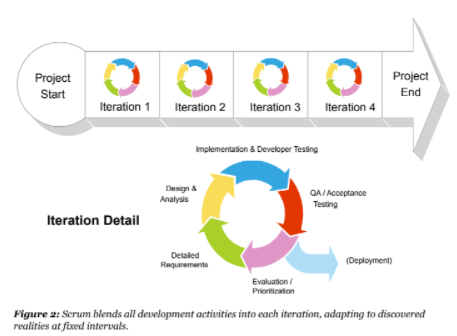 Project
Start
Iteration 1
Iteration 2
Iteration 3
Iteration 4
Project
End
Implementation & Developer Testing
Design &
Analysis
QA / Acceptance
Testing
Iteration Detail
Detailed
Requirements
(Deployment)
Evaluation /
Prioritization
Figure 2: Scrum blends all development activities into each iteration, adapting to discovered
realities at fixed intervals.